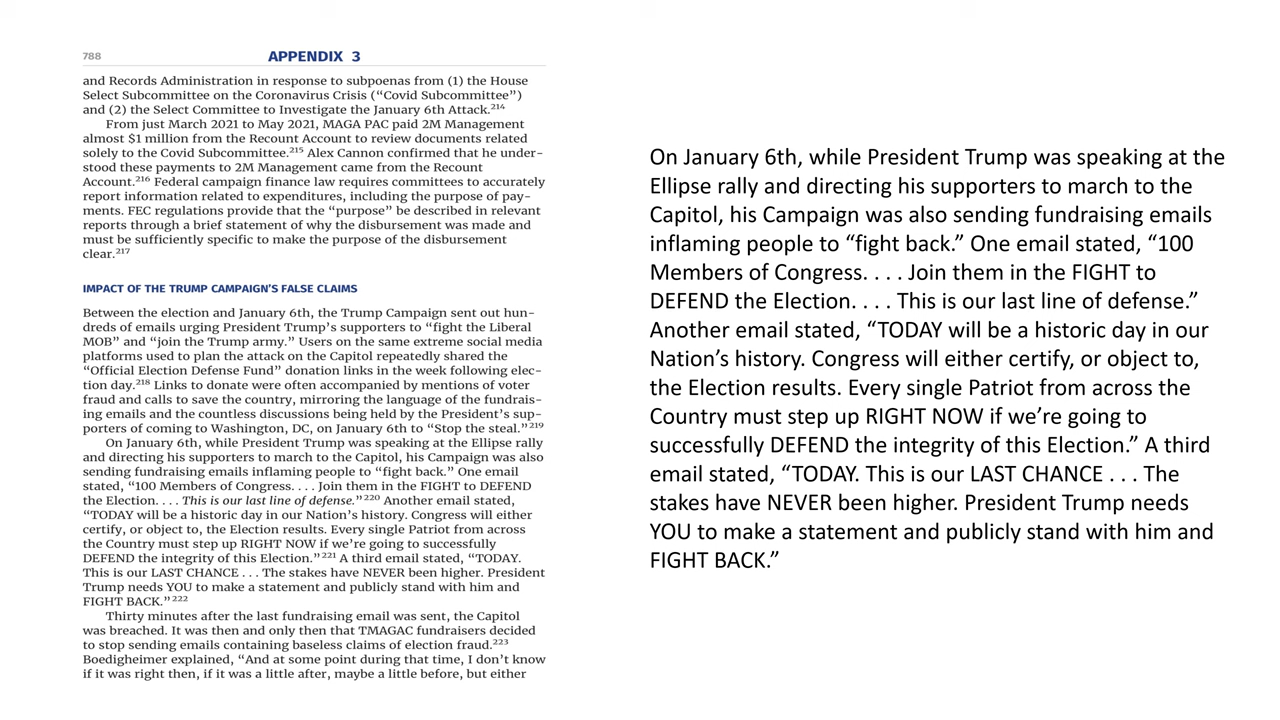 788
APPENDIX 3
and Records Administration in response to subpoenas from (1) the House
Select Subcommittee on the Coronavirus Crisis (“Covid Subcommittee”)
and (2) the Select Committee to Investigate the January 6th Attack.²¹⁴
From just March 2021 to May 2021, MAGA PAC paid 2M Management
almost $1 million from the Recount Account to review documents related
solely to the Covid Subcommittee.²¹⁵ Alex Cannon confirmed that he under-
stood these payments to 2M Management came from the Recount
Account.²¹⁶ Federal campaign finance law requires committees to accurately
report information related to expenditures, including the purpose of pay-
ments. FEC regulations provide that the “purpose” be described in relevant
reports through a brief statement of why the disbursement was made and
must be sufficiently specific to make the purpose of the disbursement
clear.²¹⁷
IMPACT OF THE TRUMP CAMPAIGN’S FALSE CLAIMS
Between the election and January 6th, the Trump Campaign sent out hun-
dreds of emails urging President Trump’s supporters to “fight the Liberal
MOB” and “join the Trump army.” Users on the same extreme social media
platforms used to plan the attack on the Capitol repeatedly shared the
“Official Election Defense Fund” donation links in the week following elec-
tion day.²¹⁸ Links to donate were often accompanied by mentions of voter
fraud and calls to save the country, mirroring the language of the fundrais-
ing emails and the countless discussions being held by the President’s sup-
porters of coming to Washington, DC, on January 6th to “Stop the steal.”²¹⁹
On January 6th, while President Trump was speaking at the Ellipse rally
and directing his supporters to march to the Capitol, his Campaign was also
sending fundraising emails inflaming people to “fight back.” One email
stated, “100 Members of Congress. . . . Join them in the FIGHT to DEFEND
the Election. . . . This is our last line of defense.”²²⁰ Another email stated,
“TODAY will be a historic day in our Nation’s history. Congress will either
certify, or object to, the Election results. Every single Patriot from across
the Country must step up RIGHT NOW if we’re going to successfully
DEFEND the integrity of this Election.”²²¹ A third email stated, “TODAY.
This is our LAST CHANCE . . . The stakes have NEVER been higher. President
Trump needs YOU to make a statement and publicly stand with him and
FIGHT BACK.”²²²
Thirty minutes after the last fundraising email was sent, the Capitol
was breached. It was then and only then that TMAGAC fundraisers decided
to stop sending emails containing baseless claims of election fraud.²²³
Boedigheimer explained, “And at some point during that time, I don’t know
if it was right then, if it was a little after, maybe a little before, but either
On January 6th, while President Trump was speaking at the
Ellipse rally and directing his supporters to march to the
Capitol, his Campaign was also sending fundraising emails
inflaming people to “fight back.” One email stated, “100
Members of Congress. . . . Join them in the FIGHT to
DEFEND the Election. . . . This is our last line of defense.”
Another email stated, “TODAY will be a historic day in our
Nation’s history. Congress will either certify, or object to,
the Election results. Every single Patriot from across the
Country must step up RIGHT NOW if we’re going to
successfully DEFEND the integrity of this Election.” A third
email stated, “TODAY. This is our LAST CHANCE . . . The
stakes have NEVER been higher. President Trump needs
YOU to make a statement and publicly stand with him and
FIGHT BACK.”